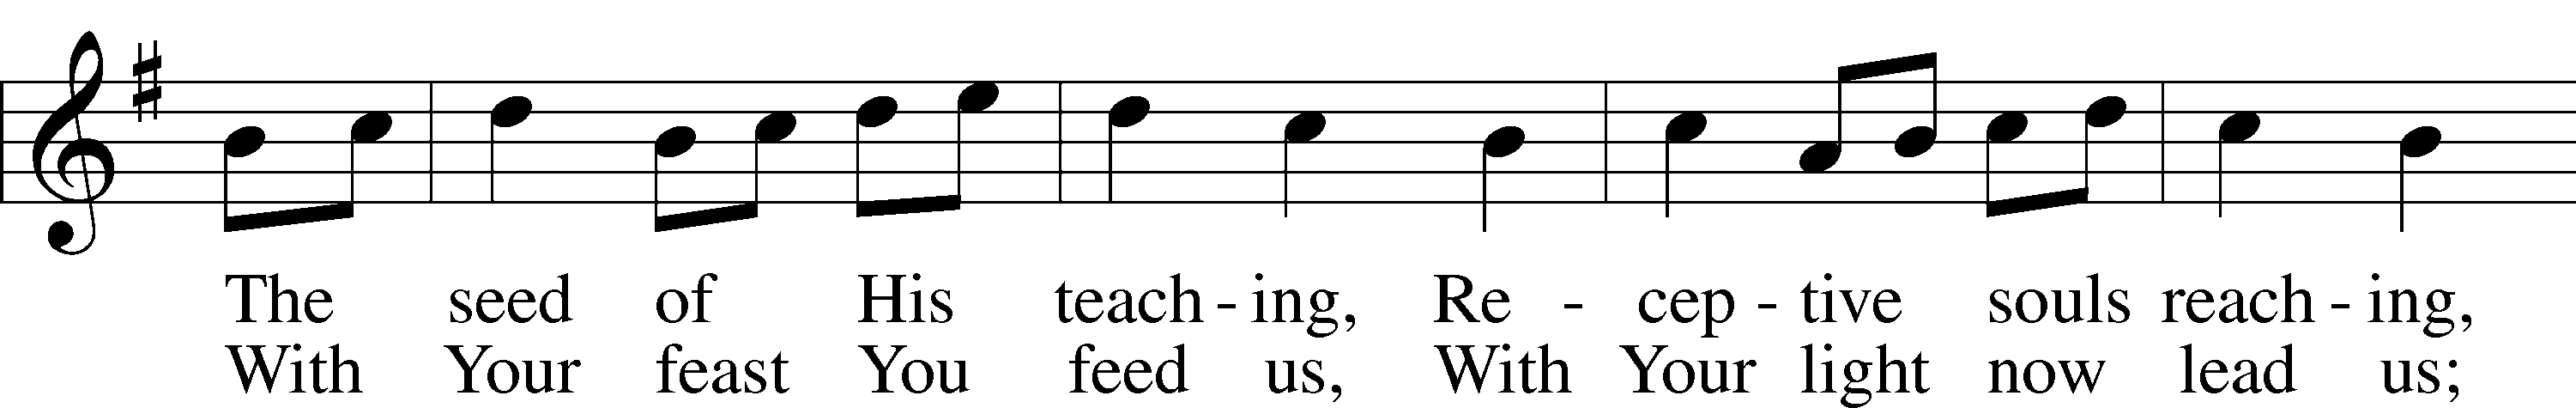 The seed of His teach - ing, Re - cep - tive souls reach - ing,
With Your feast You feed us, With Your light now lead us;